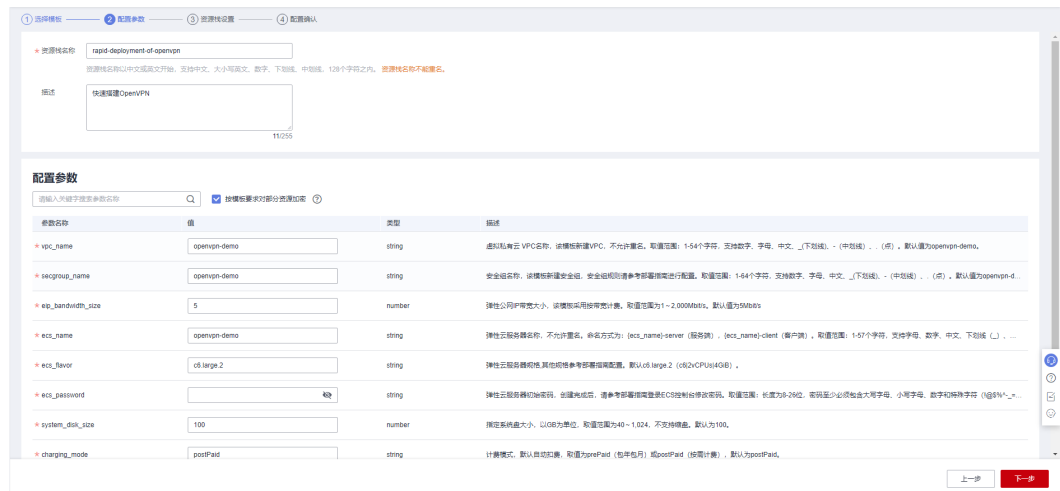 1 选择模板 2 配置参数 3 资源栈设置 4 配置确认
* 资源栈名称 rapid-deployment-of-openvpn
资源栈名称以中文或英文开始，支持中文、大小写英文、数字、下划线、中划线，128个字符之内。资源栈名称不能重名。
描述 快速搭建OpenVPN
11/255
配置参数
请输入关键字搜索参数名称 按模板要求对部分资源加密
参数名称 值 类型 描述
* vpc_name openvpn-demo string 虚拟私有云 VPC名称，该模板新建VPC，不允许重名。取值范围：1-54个字符，支持数字、字母、中文、_(下划线)、-（中划线）、.（点）。默认值为openvpn-demo。
* secgroup_name openvpn-demo string 安全组名称，该模板新建安全组，安全组规则请参考部署指南进行配置。取值范围：1-64个字符，支持数字、字母、中文、_(下划线)、-（中划线）、.（点）。默认值为openvpn-d...
* eip_bandwidth_size 5 number 弹性公网IP带宽大小，该模板采用按带宽计费。取值范围为1～2,000Mbit/s。默认值为5Mbit/s
* ecs_name openvpn-demo string 弹性云服务器名称，不允许重名。命名方式为：{ecs_name}-server（服务端），{ecs_name}-client（客户端）。取值范围：1-57个字符，支持字母、数字、中文、下划线（_）、...
* ecs_flavor c6.large.2 string 弹性云服务器规格,其他规格参考部署指南配置。默认c6.large.2（c6|2vCPUs|4GiB）。
* ecs_password string 弹性云服务器初始密码，创建完成后，请参考部署指南登录ECS控制台修改密码。取值范围：长度为8-26位，密码至少必须包含大写字母、小写字母、数字和特殊字符（!@$%^-_=...
* system_disk_size 100 number 指定系统盘大小，以GB为单位，取值范围为40～1,024，不支持缩盘。默认为100。
* charging_mode postPaid string 计费模式，默认自动扣费，取值为prePaid（包年包月）或postPaid（按需计费），默认为postPaid。
上一步 下一步